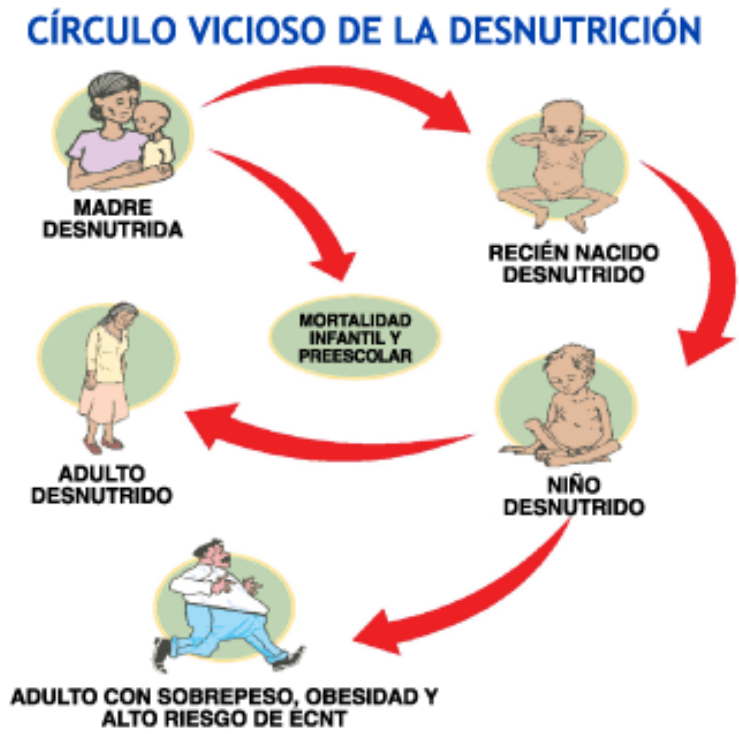 CÍRCULO VICIOSO DE LA DESNUTRICIÓN
MADRE
DESNUTRIDA
RECIÉN NACIDO
DESNUTRIDO
MORTALIDAD
INFANTIL Y
PREESCOLAR
ADULTO
DESNUTRIDO
NIÑO
DESNUTRIDO
ADULTO CON SOBREPESO, OBESIDAD Y
ALTO RIESGO DE ECNT